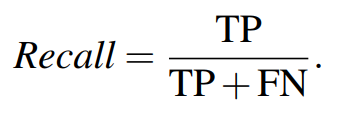 Recall = TP / TP + FN.